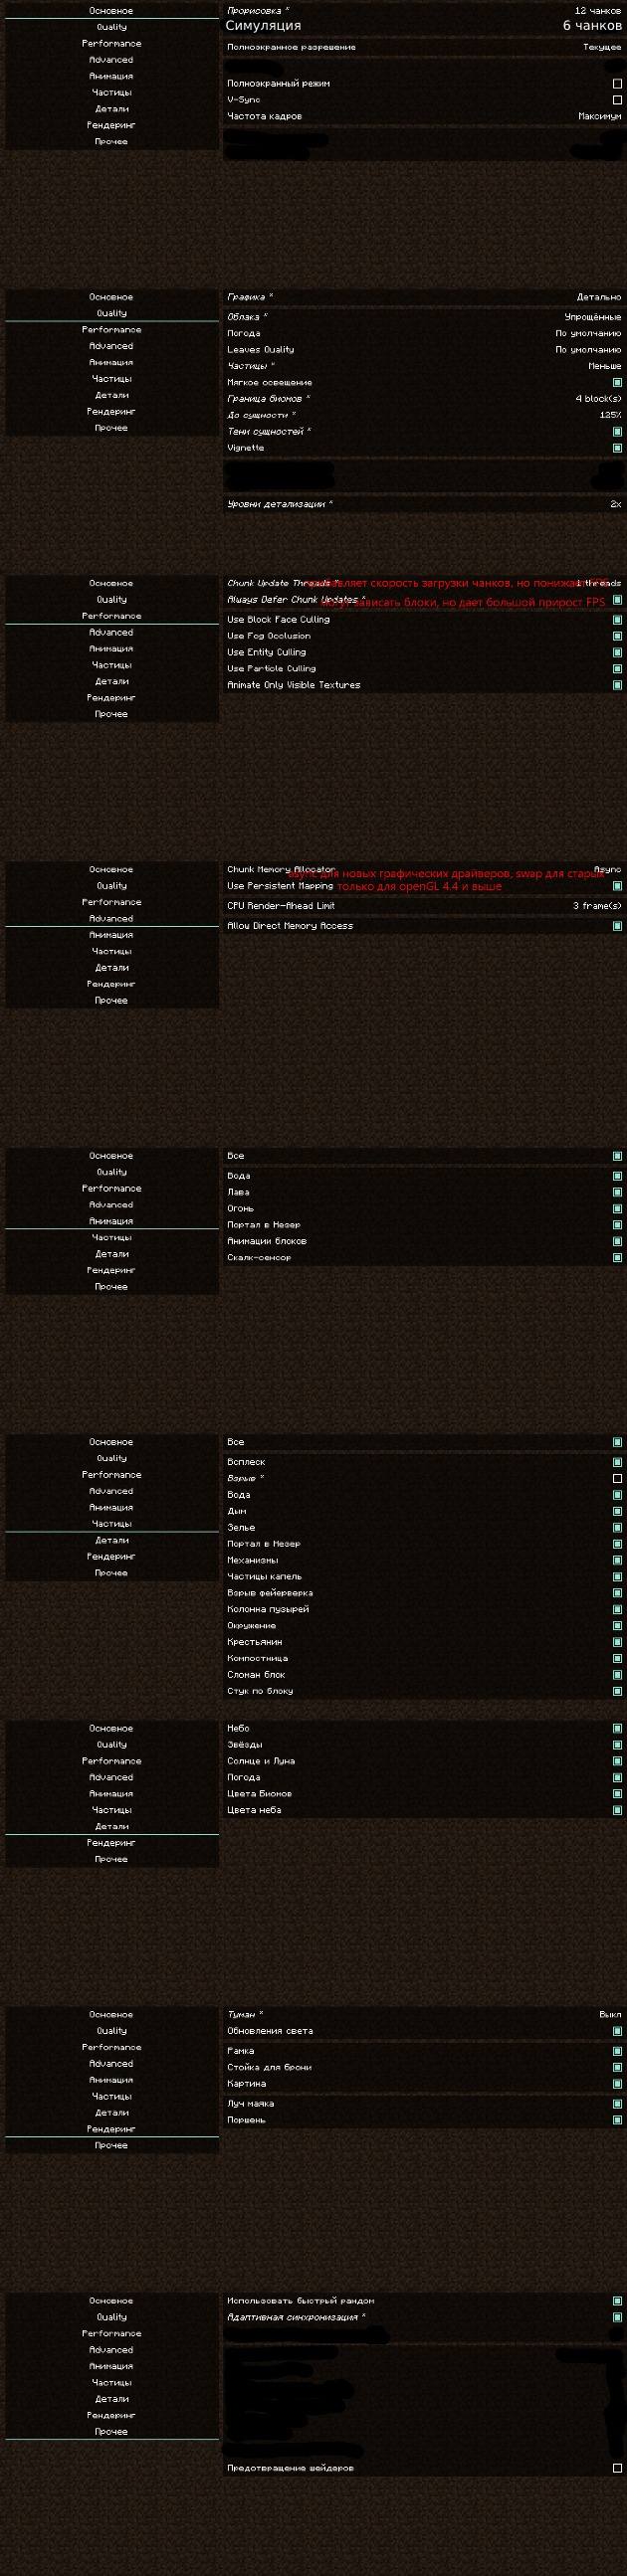 Основное
Quality
Performance
Advanced
Анимация
Частицы
Детали
Рендеринг
Прочее
Прорисовка * 12 чанков
Симуляция 6 чанков
Полноэкранное разрешение Текущее
Полноэкранный режим
V-Sync
Частота кадров Максимум
Основное
Quality
Performance
Advanced
Анимация
Частицы
Детали
Рендеринг
Прочее
Графика * Детально
Облака * Упрощённые
Погода По умолчанию
Leaves Quality По умолчанию
Частицы * Меньше
Мягкое освещение
Граница биомов * 4 block(s)
До сущности * 125%
Тени сущностей *
Vignette
Уровни детализации * 2x
Основное
Quality
Performance
Advanced
Анимация
Частицы
Детали
Рендеринг
Прочее
Chunk Update Threads * threads
скорость загрузки чанков, но
Always Defer Chunk Updates *
зависать блоки, но дает большой прирост FPS
Use Block Face Culling
Use Fog Occlusion
Use Entity Culling
Use Particle Culling
Animate Only Visible Textures
Основное
Quality
Performance
Advanced
Анимация
Частицы
Детали
Рендеринг
Прочее
Chunk Memory Allocator Async
async для новых графических драйверов, swap для старых
Use Persistent Mapping
только для openGL 4.4 и выше
CPU Render-Ahead Limit 3 frame(s)
Allow Direct Memory Access
Основное
Quality
Performance
Advanced
Анимация
Частицы
Детали
Рендеринг
Прочее
Все
Вода
Лава
Огонь
Портал в Незер
Анимации блоков
Скалк-сенсор
Основное
Quality
Performance
Advanced
Анимация
Частицы
Детали
Рендеринг
Прочее
Все
Всплеск
Взрыв *
Вода
Дым
Зелье
Портал в Незер
Механизмы
Частицы капель
Взрыв фейерверка
Колонна пузырей
Окружение
Крестьянин
Компостница
Сломан блок
Стук по блоку
Основное
Quality
Performance
Advanced
Анимация
Частицы
Детали
Рендеринг
Прочее
Небо
Звёзды
Солнце и Луна
Погода
Цвета Биомов
Цвета неба
Основное
Quality
Performance
Advanced
Анимация
Частицы
Детали
Рендеринг
Прочее
Туман * Выкл
Обновления света
Рамка
Стойка для брони
Картина
Луч маяка
Поршень
Основное
Quality
Performance
Advanced
Анимация
Частицы
Детали
Рендеринг
Прочее
Использовать быстрый рандом
Адаптивная синхронизация *
Предотвращение шейдеров